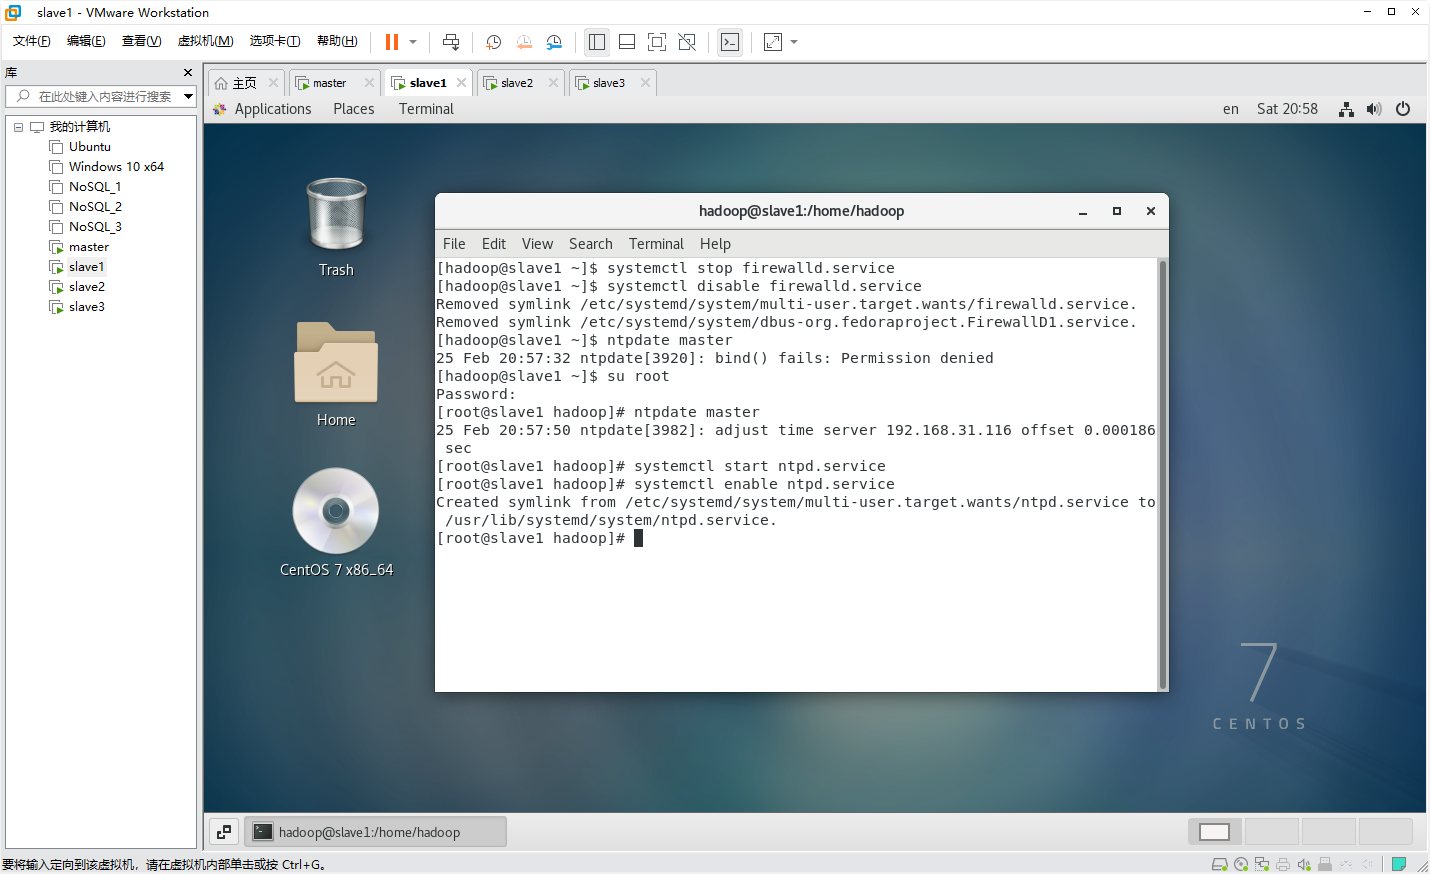 slave1 - VMware Workstation
文件(F) 编辑(E) 查看(V) 虚拟机(M) 选项卡(T) 帮助(H)
库
在此处键入内容进行搜索
我的计算机
Ubuntu
Windows 10 x64
NoSQL_1
NoSQL_2
NoSQL_3
master
slave1
slave2
slave3
主页 master slave1 slave2 slave3
Applications Places Terminal en Sat 20:58
Trash
Home
CentOS 7 x86_64
hadoop@slave1:/home/hadoop
File Edit View Search Terminal Help
[hadoop@slave1 ~]$ systemctl stop firewalld.service
[hadoop@slave1 ~]$ systemctl disable firewalld.service
Removed symlink /etc/systemd/system/multi-user.target.wants/firewalld.service.
Removed symlink /etc/systemd/system/dbus-org.fedoraproject.FirewallD1.service.
[hadoop@slave1 ~]$ ntpdate master
25 Feb 20:57:32 ntpdate[3920]: bind() fails: Permission denied
[hadoop@slave1 ~]$ su root
Password:
[root@slave1 hadoop]# ntpdate master
25 Feb 20:57:50 ntpdate[3982]: adjust time server 192.168.31.116 offset 0.000186
sec
[root@slave1 hadoop]# systemctl start ntpd.service
[root@slave1 hadoop]# systemctl enable ntpd.service
Created symlink from /etc/systemd/system/multi-user.target.wants/ntpd.service to
/usr/lib/systemd/system/ntpd.service.
[root@slave1 hadoop]#
7
CENTOS
hadoop@slave1:/home/hadoop
要将输入定向到该虚拟机，请在虚拟机内部单击或按 Ctrl+G。